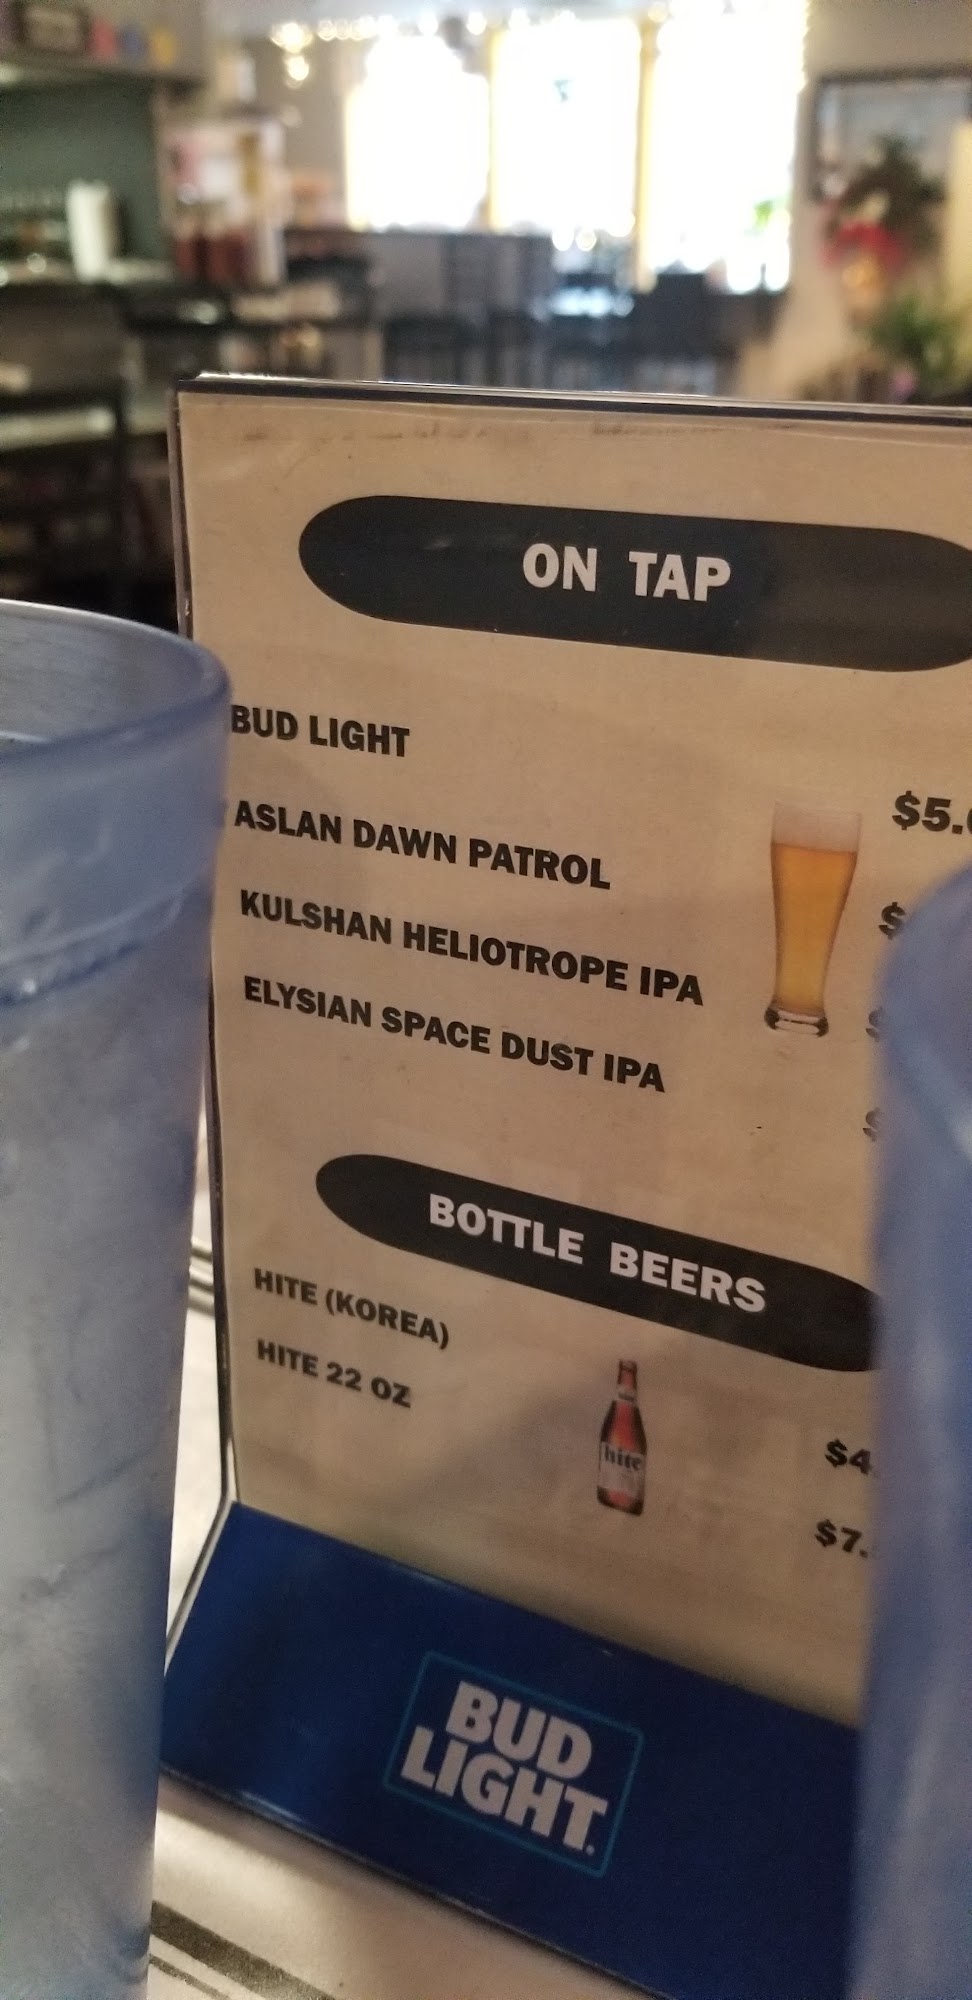 ON TAP
BUD LIGHT
$5.
ASLAN DAWN PATROL
$
KULSHAN HELIOTROPE IPA
$
ELYSIAN SPACE DUST IPA
$
BOTTLE BEERS
HITE (KOREA)
$4.
HITE 22 OZ
$7.
hite
BUD
LIGHT